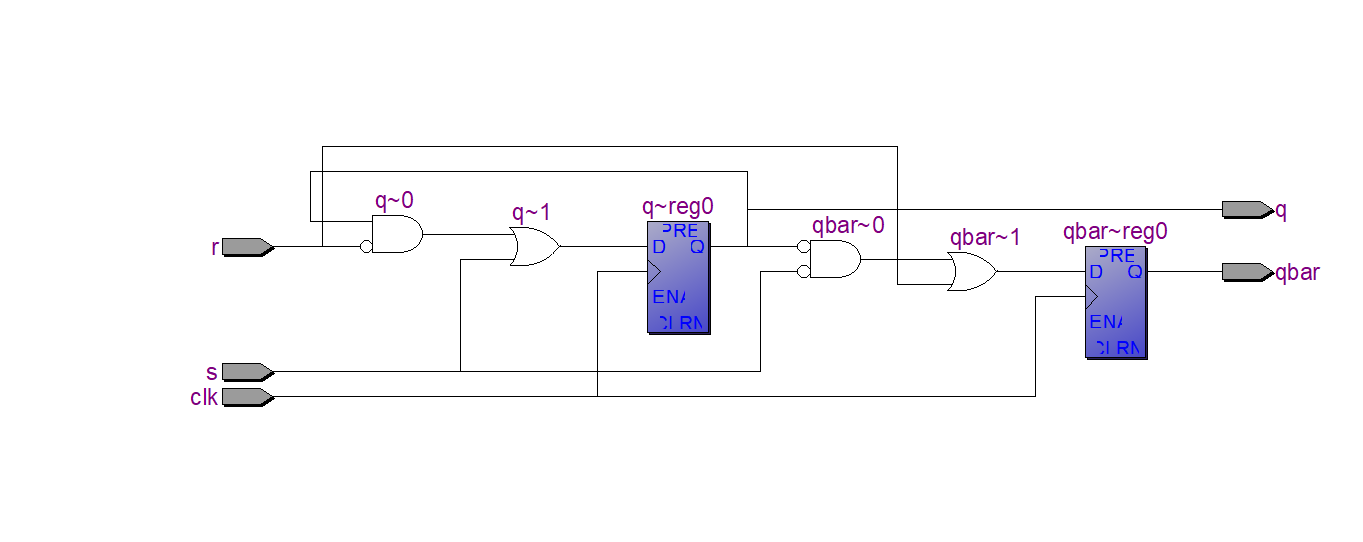 q~0
q~1
q~reg0
PRE
D
Q
ENA
CLRN
qbar~0
qbar~1
qbar~reg0
PRE
D
Q
ENA
CLRN
r
s
clk
q
qbar